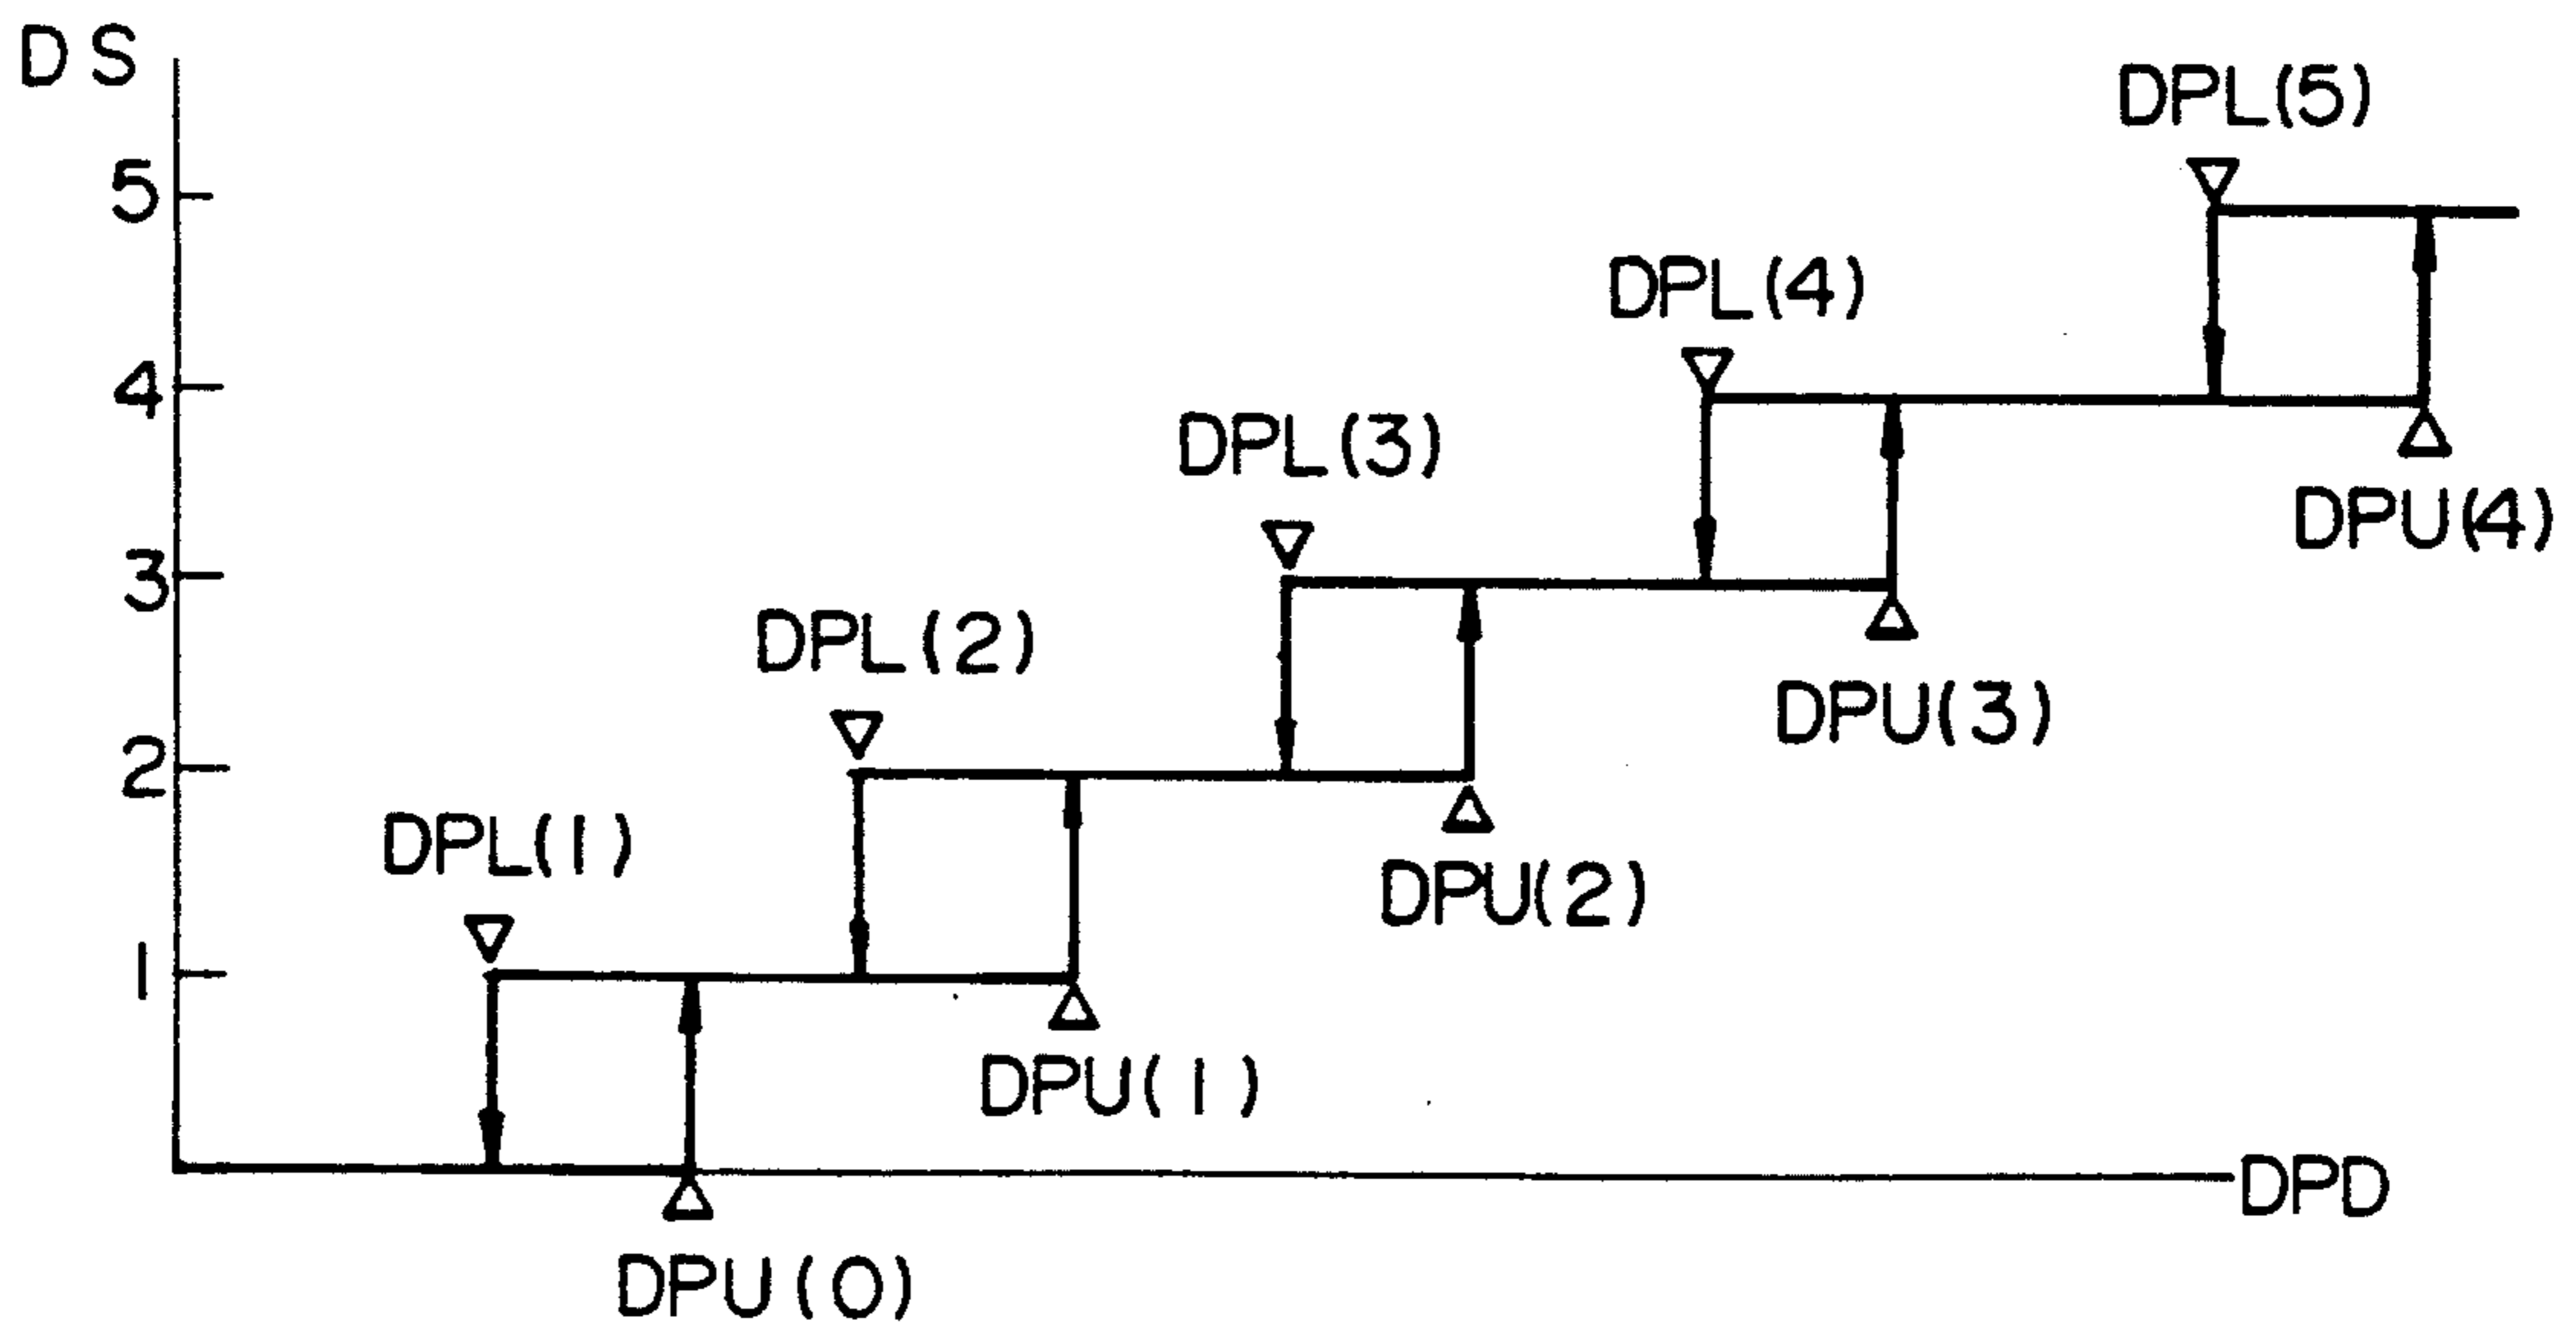 DS
DPL(5)
5
DPL(4)
4
DPL(3)
DPU(4)
3
DPL(2)
DPU(3)
2
DPL(1)
DPU(2)
1
DPU(1)
DPD
DPU(0)